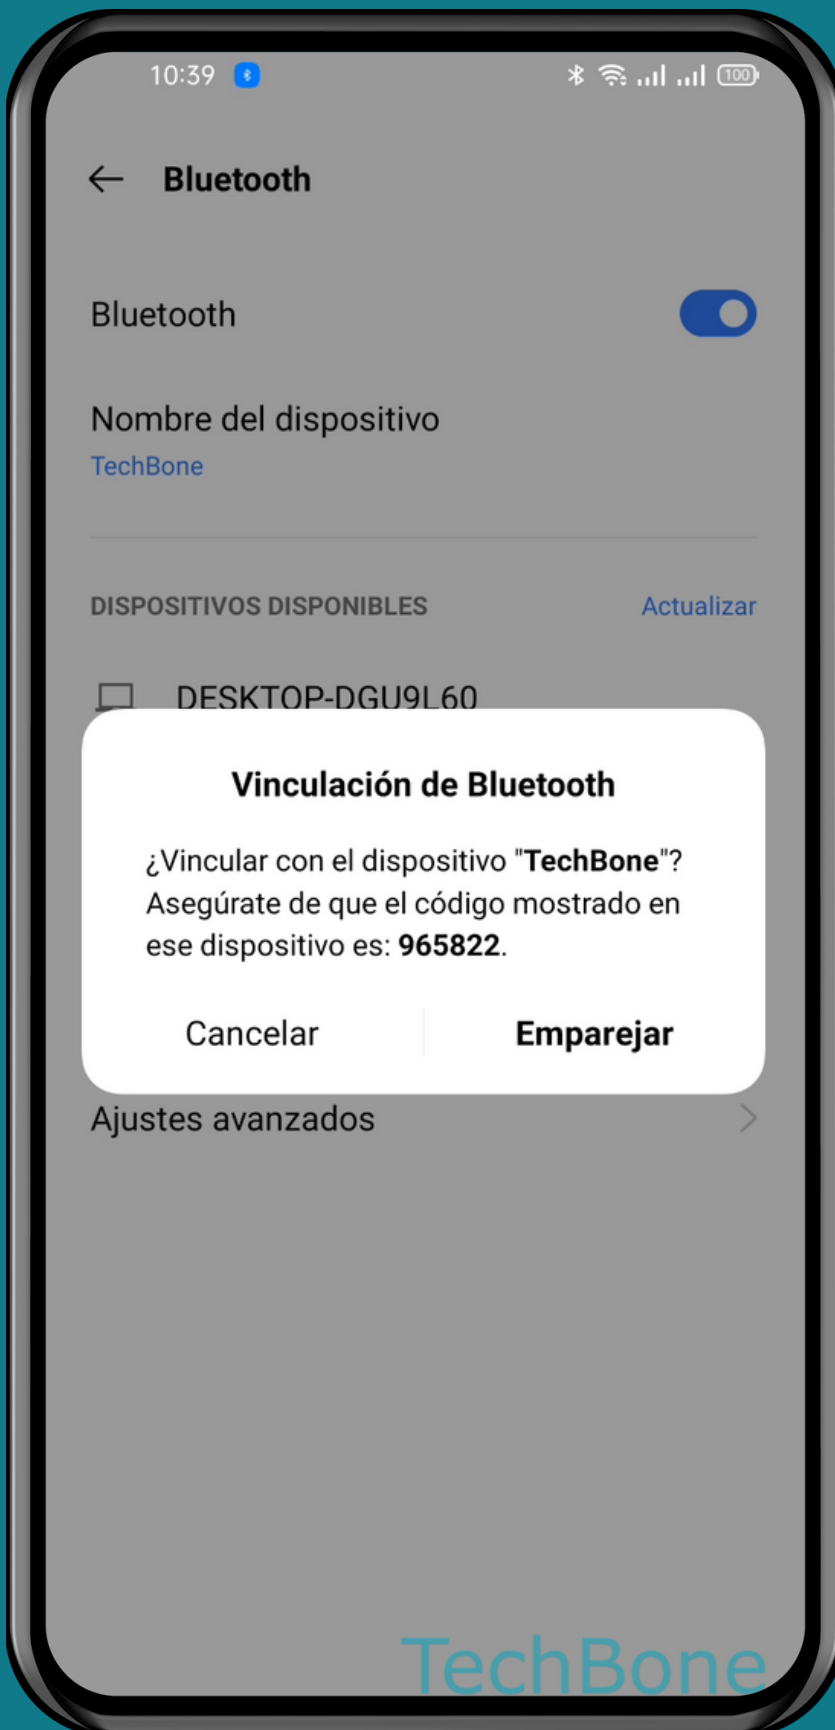 10:39
100
Bluetooth
Bluetooth
Nombre del dispositivo
TechBone
DISPOSITIVOS DISPONIBLES
Actualizar
DESKTOP-DGU9L60
Vinculación de Bluetooth
¿Vincular con el dispositivo "TechBone"?
Asegúrate de que el código mostrado en
ese dispositivo es: 965822.
Cancelar
Emparejar
Ajustes avanzados
TechBone